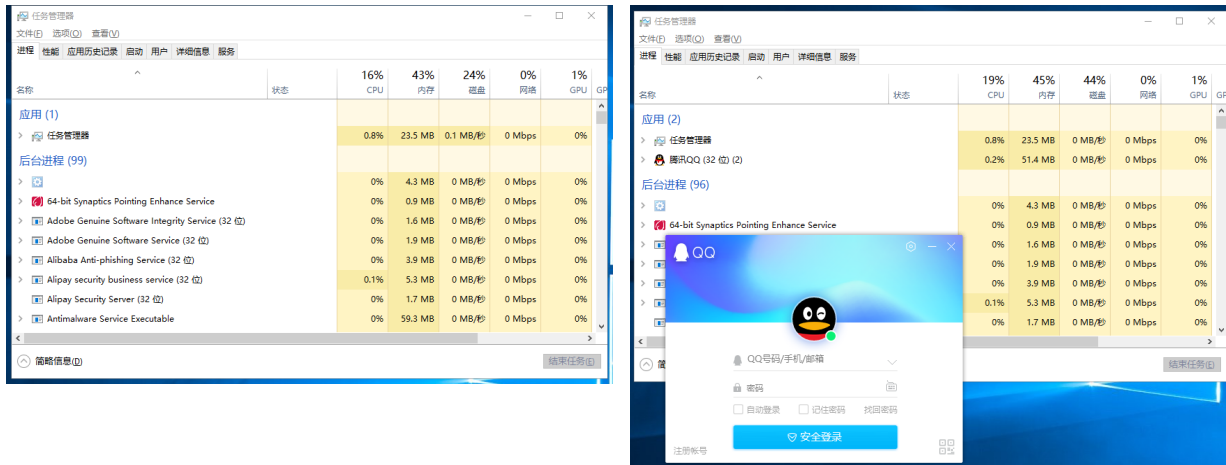 任务管理器
文件(F) 选项(O) 查看(V)
进程 性能 应用历史记录 启动 用户 详细信息 服务
16% 43% 24% 0% 1%
名称 状态 CPU 内存 磁盘 网络 GPU GP
应用 (1)
任务管理器 0.8% 23.5 MB 0.1 MB/秒 0 Mbps 0%
后台进程 (99)
0% 4.3 MB 0 MB/秒 0 Mbps 0%
64-bit Synaptics Pointing Enhance Service 0% 0.9 MB 0 MB/秒 0 Mbps 0%
Adobe Genuine Software Integrity Service (32 位) 0% 1.6 MB 0 MB/秒 0 Mbps 0%
Adobe Genuine Software Service (32 位) 0% 1.9 MB 0 MB/秒 0 Mbps 0%
Alibaba Anti-phishing Service (32 位) 0% 3.9 MB 0 MB/秒 0 Mbps 0%
Alipay security business service (32 位) 0.1% 5.3 MB 0 MB/秒 0 Mbps 0%
Alipay Security Server (32 位) 0% 1.7 MB 0 MB/秒 0 Mbps 0%
Antimalware Service Executable 0% 59.3 MB 0 MB/秒 0 Mbps 0%
简略信息(D) 结束任务(E)
任务管理器
文件(F) 选项(O) 查看(V)
进程 性能 应用历史记录 启动 用户 详细信息 服务
19% 45% 44% 0% 1%
名称 状态 CPU 内存 磁盘 网络 GPU GP
应用 (2)
任务管理器 0.8% 23.5 MB 0 MB/秒 0 Mbps 0%
腾讯QQ (32 位) (2) 0.2% 51.4 MB 0 MB/秒 0 Mbps 0%
后台进程 (96)
0% 4.3 MB 0 MB/秒 0 Mbps 0%
64-bit Synaptics Pointing Enhance Service 0% 0.9 MB 0 MB/秒 0 Mbps 0%
0% 1.6 MB 0 MB/秒 0 Mbps 0%
0% 1.9 MB 0 MB/秒 0 Mbps 0%
0% 3.9 MB 0 MB/秒 0 Mbps 0%
0.1% 5.3 MB 0 MB/秒 0 Mbps 0%
0% 1.7 MB 0 MB/秒 0 Mbps 0%
简 结束任务(E)
QQ
QQ号码/手机/邮箱
密码
自动登录 记住密码 找回密码
安全登录
注册帐号